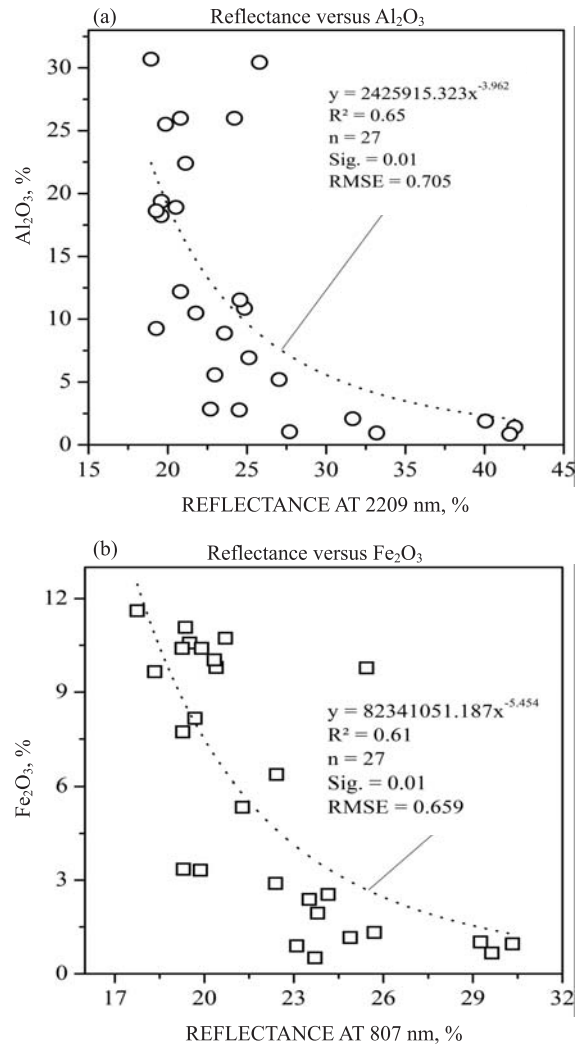 (a) Reflectance versus Al₂O₃
30
25
20
15
10
5
0
Al₂O₃, %
y = 2425915.323x⁻³·⁹⁶²
R² = 0.65
n = 27
Sig. = 0.01
RMSE = 0.705
15 20 25 30 35 40 45
REFLECTANCE AT 2209 nm, %
(b) Reflectance versus Fe₂O₃
12
9
6
3
0
Fe₂O₃, %
y = 82341051.187x⁻⁵·⁴⁵⁴
R² = 0.61
n = 27
Sig. = 0.01
RMSE = 0.659
17 20 23 26 29 32
REFLECTANCE AT 807 nm, %